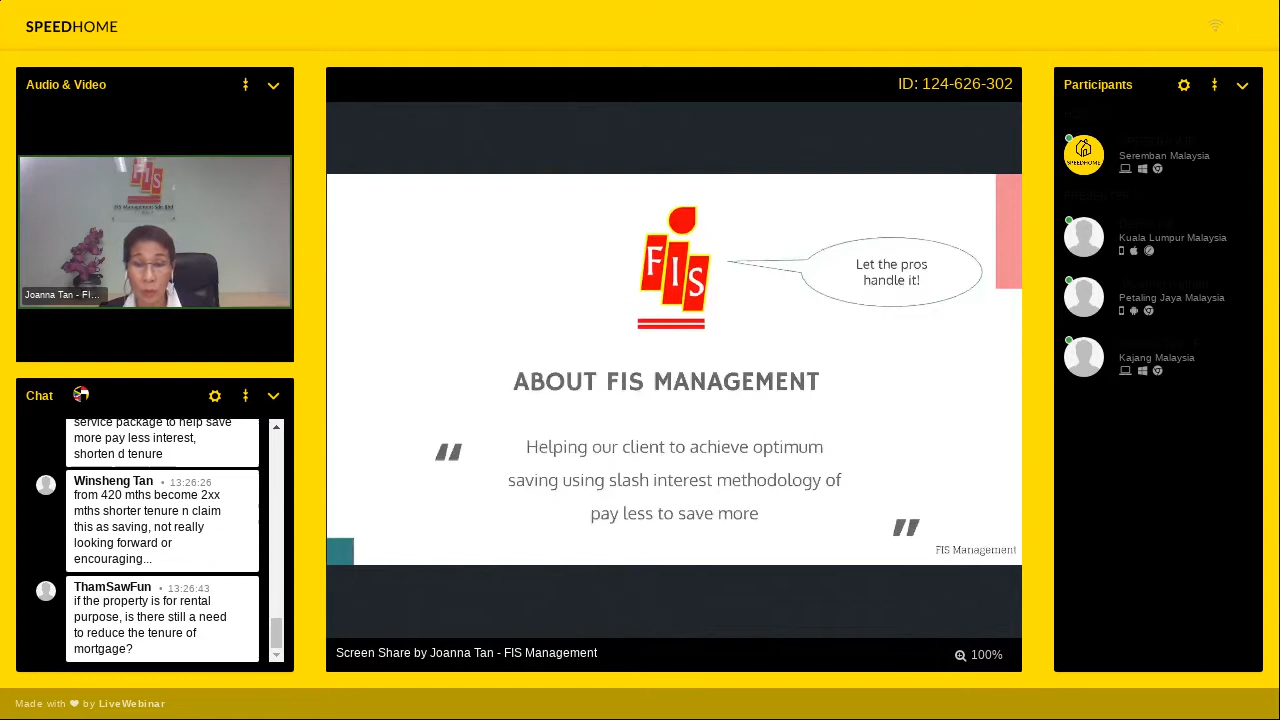 SPEEDHOME
Audio & Video
FIS
FIS Management Sdn Bhd
Joanna Tan - FI...
Chat
service package to help save
more pay less interest,
shorten d tenure
Winsheng Tan • 13:26:26
from 420 mths become 2xx
mths shorter tenure n claim
this as saving, not really
looking forward or
encouraging...
ThamSawFun • 13:26:43
if the property is for rental
purpose, is there still a need
to reduce the tenure of
mortgage?
ID: 124-626-302
FIS
Let the pros
handle it!
ABOUT FIS MANAGEMENT
"
Helping our client to achieve optimum
saving using slash interest methodology of
pay less to save more
"
FIS Management
Screen Share by Joanna Tan - FIS Management
100%
Participants
SPEEDHOME
Seremban Malaysia
Kuala Lumpur Malaysia
Petaling Jaya Malaysia
Kajang Malaysia
Made with ❤ by LiveWebinar